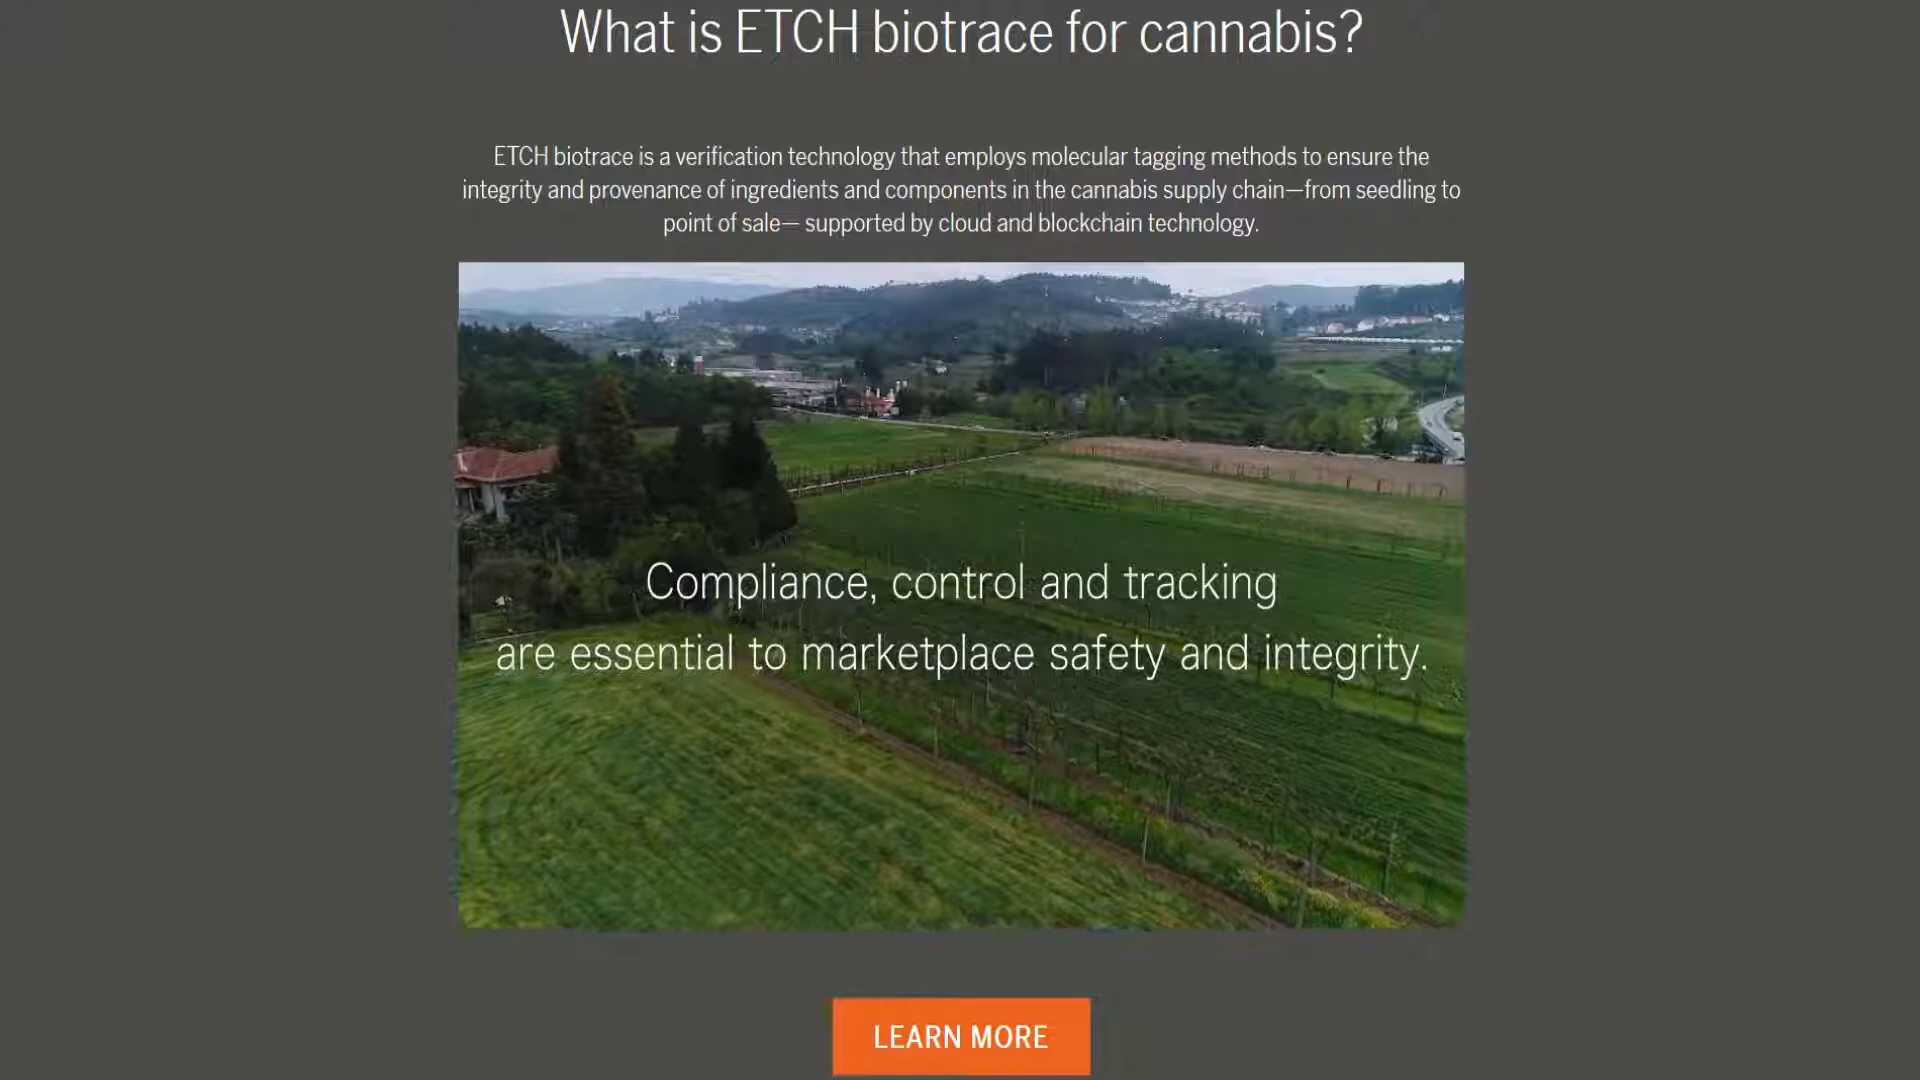 What is ETCH biotrace for cannabis?
ETCH biotrace is a verification technology that employs molecular tagging methods to ensure the
integrity and provenance of ingredients and components in the cannabis supply chain—from seedling to
point of sale— supported by cloud and blockchain technology.
Compliance, control and tracking
are essential to marketplace safety and integrity.
LEARN MORE